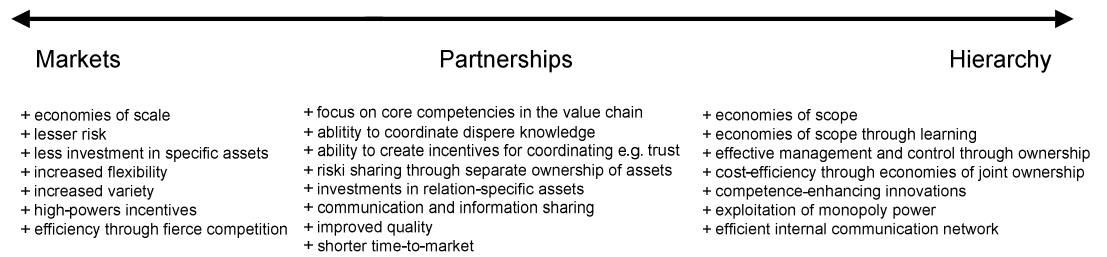 Markets
Partnerships
Hierarchy
+ economies of scale
+ lesser risk
+ less investment in specific assets
+ increased flexibility
+ increased variety
+ high-powers incentives
+ efficiency through fierce competition
+ focus on core competencies in the value chain
+ ablitity to coordinate dispere knowledge
+ ability to create incentives for coordinating e.g. trust
+ riski sharing through separate ownership of assets
+ investments in relation-specific assets
+ communication and information sharing
+ improved quality
+ shorter time-to-market
+ economies of scope
+ economies of scope through learning
+ effective management and control through ownership
+ cost-efficiency through economies of joint ownership
+ competence-enhancing innovations
+ exploitation of monopoly power
+ efficient internal communication network